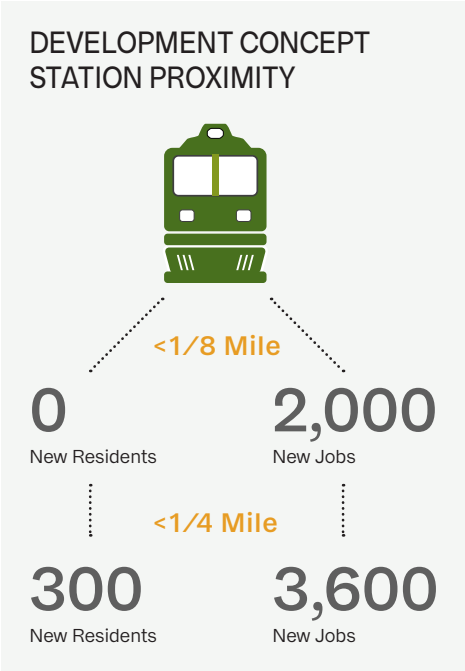 DEVELOPMENT CONCEPT
STATION PROXIMITY
<1/8 Mile
0
New Residents
2,000
New Jobs
<1/4 Mile
300
New Residents
3,600
New Jobs